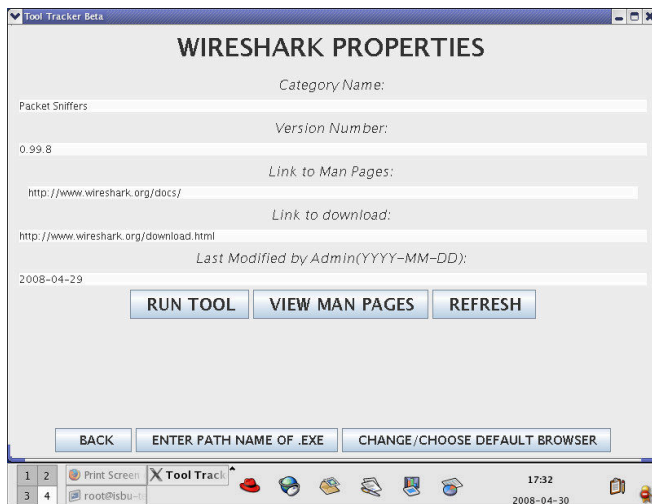 Tool Tracker Beta
WIRESHARK PROPERTIES
Category Name:
Packet Sniffers
Version Number:
0.99.8
Link to Man Pages:
http://www.wireshark.org/docs/
Link to download:
http://www.wireshark.org/download.html
Last Modified by Admin(YYYY-MM-DD):
2008-04-29
RUN TOOL VIEW MAN PAGES REFRESH
BACK ENTER PATH NAME OF .EXE CHANGE/CHOOSE DEFAULT BROWSER
1 2 Print Screen Tool Track 17:32
3 4 root@isbu-te 2008-04-30